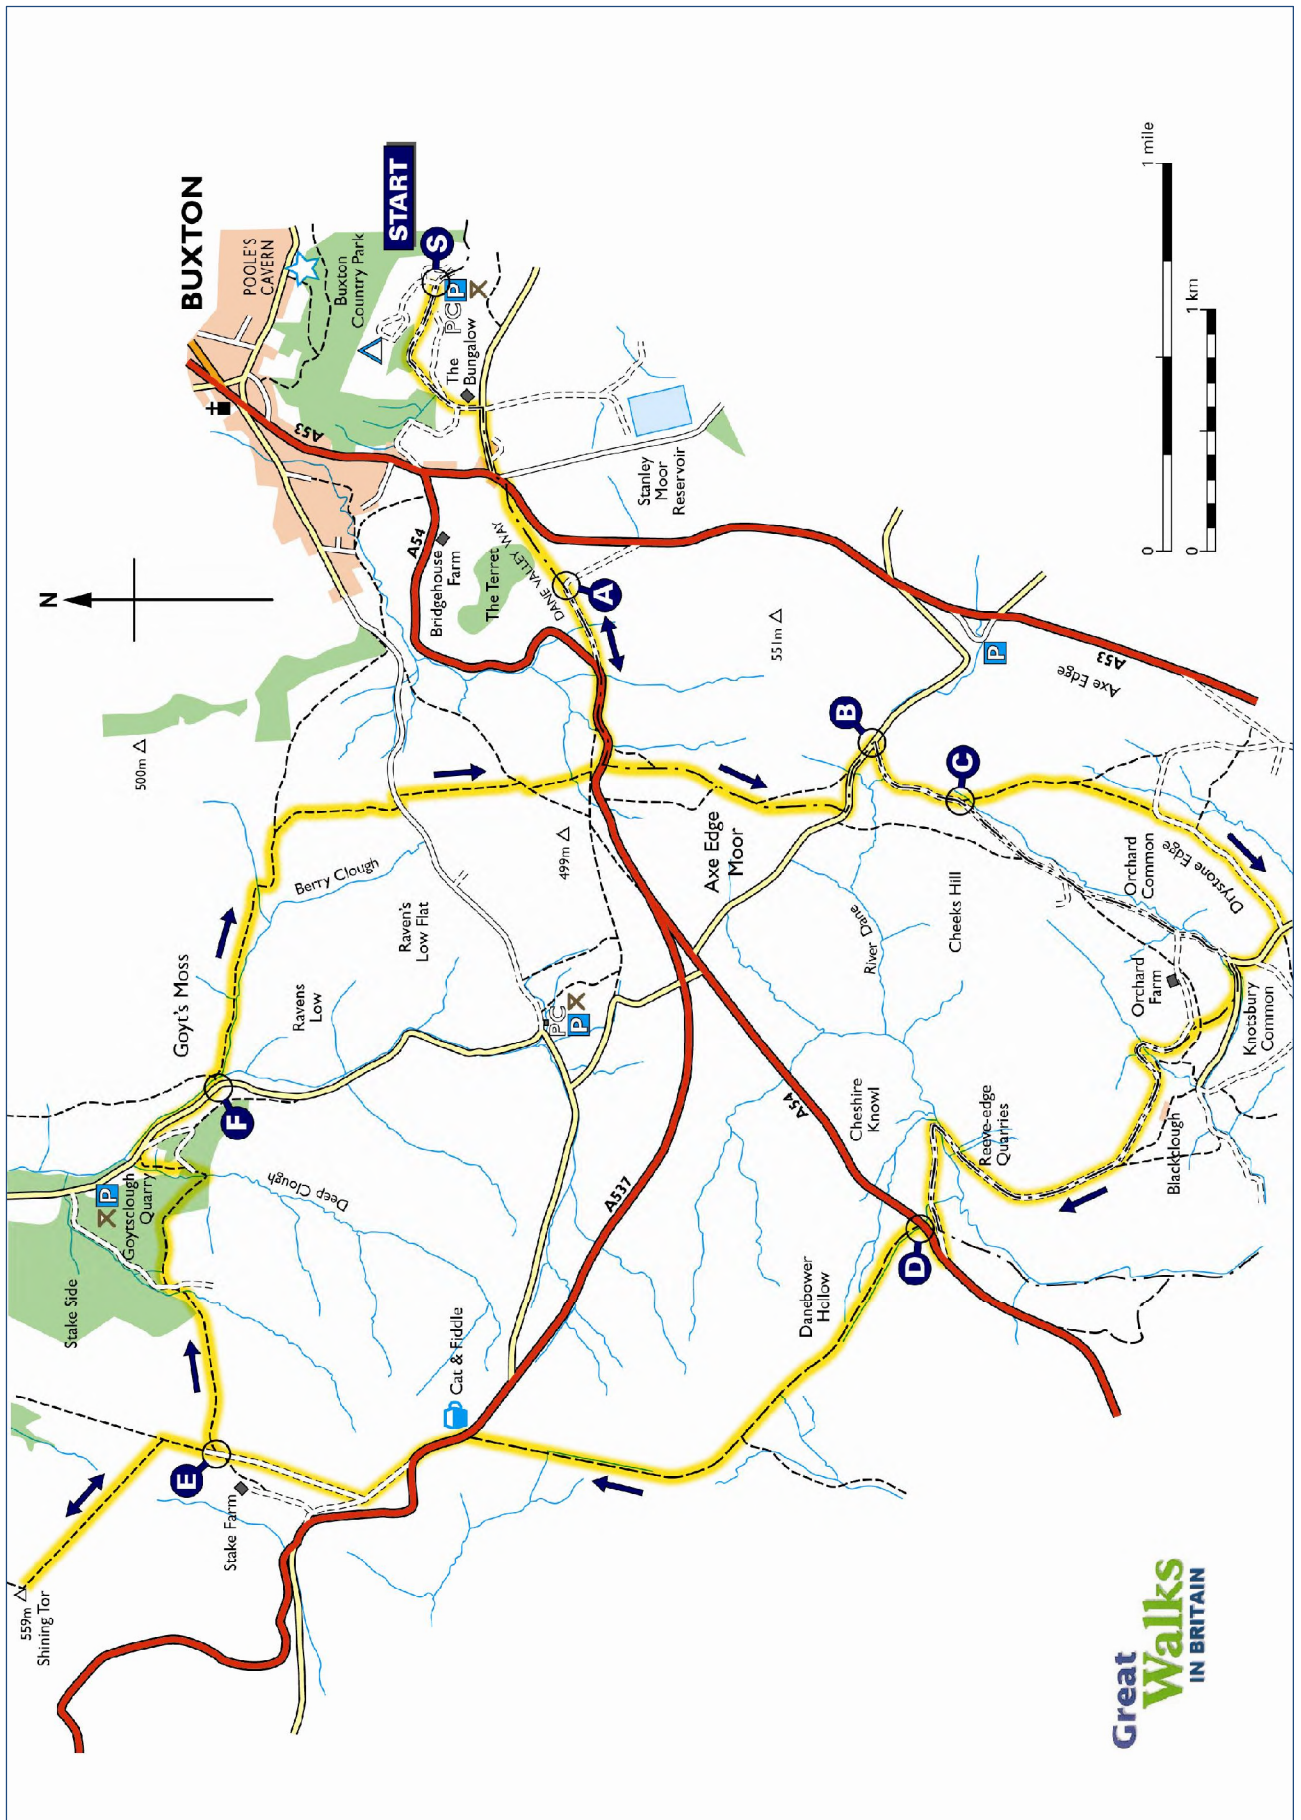 BUXTON
POOLE'S
CAVERN
Buxton
Country Park
START
S
PC
P
The
Bungalow
A53
A54
Bridgehouse
Farm
The Terret
DANE VALLEY WAY
A
Stanley
Moor
Reservoir
1 mile
0
1 km
0
N
500m
499m
551m
B
C
P
A53
Axe Edge
Axe Edge
Moor
Goyt's Moss
Berry Clough
Raven's
Low Flat
Ravens
Low
PC
P
River Dane
Cheeks Hill
Orchard
Common
Drystone Edge
Orchard
Farm
Knotsbury
Common
F
P
Goytsclough
Quarry
Deep Clough
Stake Side
A537
A54
Cheshire
Knowl
Reeve-edge
Quarries
Blackclough
D
Danebower
Hollow
Cat & Fiddle
E
Stake Farm
559m
Shining Tor
Great
Walks
IN BRITAIN